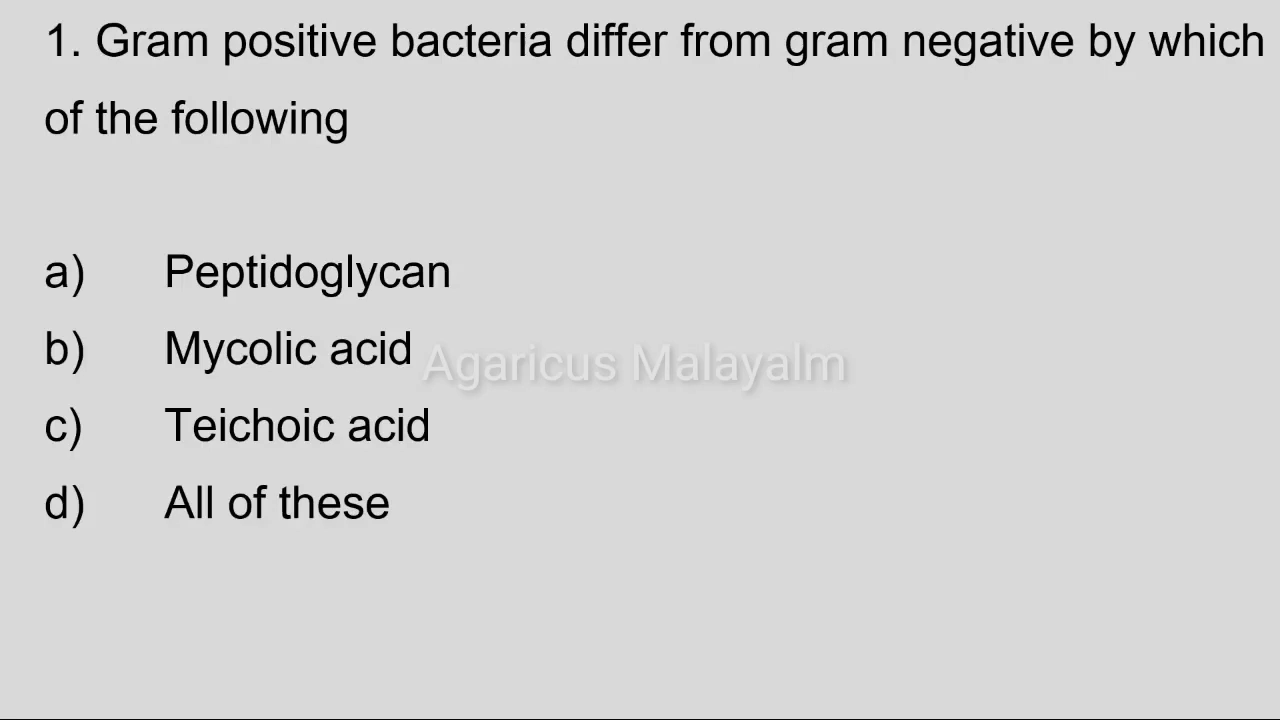 1. Gram positive bacteria differ from gram negative by which
of the following
a) Peptidoglycan
b) Mycolic acid
Agaricus Malayalm
c) Teichoic acid
d) All of these